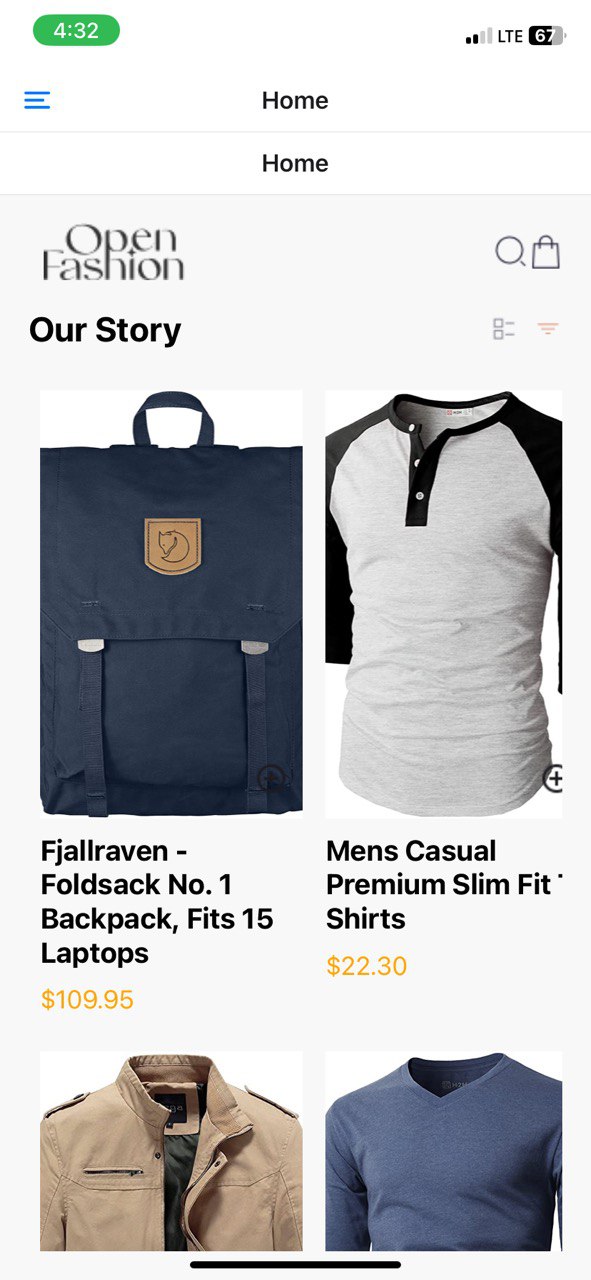 4:32
LTE 67
Home
Home
Open
Fashion
Our Story
Fjallraven -
Foldsack No. 1
Backpack, Fits 15
Laptops
$109.95
Mens Casual
Premium Slim Fit
Shirts
$22.30